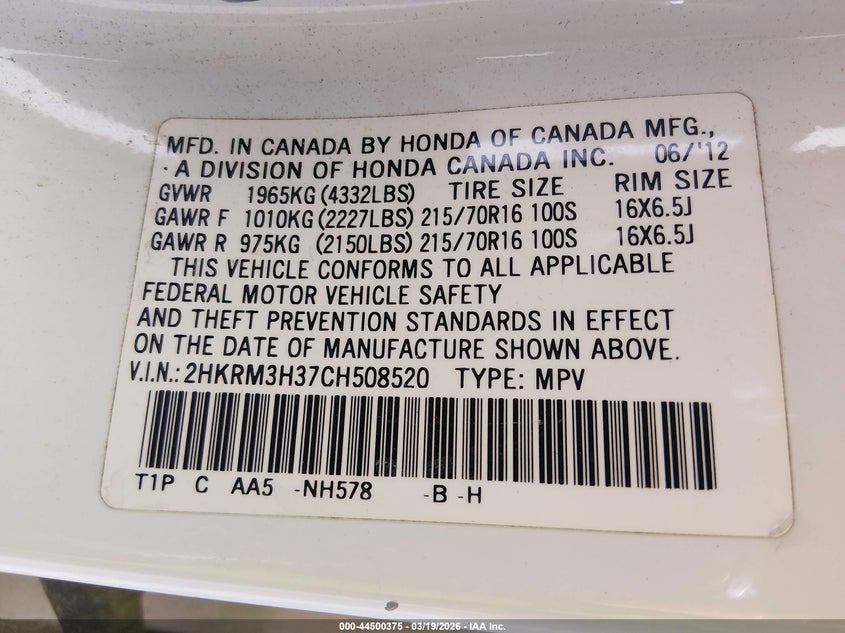 MFD. IN CANADA BY HONDA OF CANADA MFG.,
A DIVISION OF HONDA CANADA INC. 06/'12
GVWR 1965KG (4332LBS) TIRE SIZE RIM SIZE
GAWR F 1010KG (2227LBS) 215/70R16 100S 16X6.5J
GAWR R 975KG (2150LBS) 215/70R16 100S 16X6.5J
THIS VEHICLE CONFORMS TO ALL APPLICABLE
FEDERAL MOTOR VEHICLE SAFETY
AND THEFT PREVENTION STANDARDS IN EFFECT
ON THE DATE OF MANUFACTURE SHOWN ABOVE.
V.I.N.: 2HKRM3H37CH508520 TYPE: MPV
T1P C AA5 -NH578 -B -H
000-44500375 — 03/19/2026 — IAA Inc.